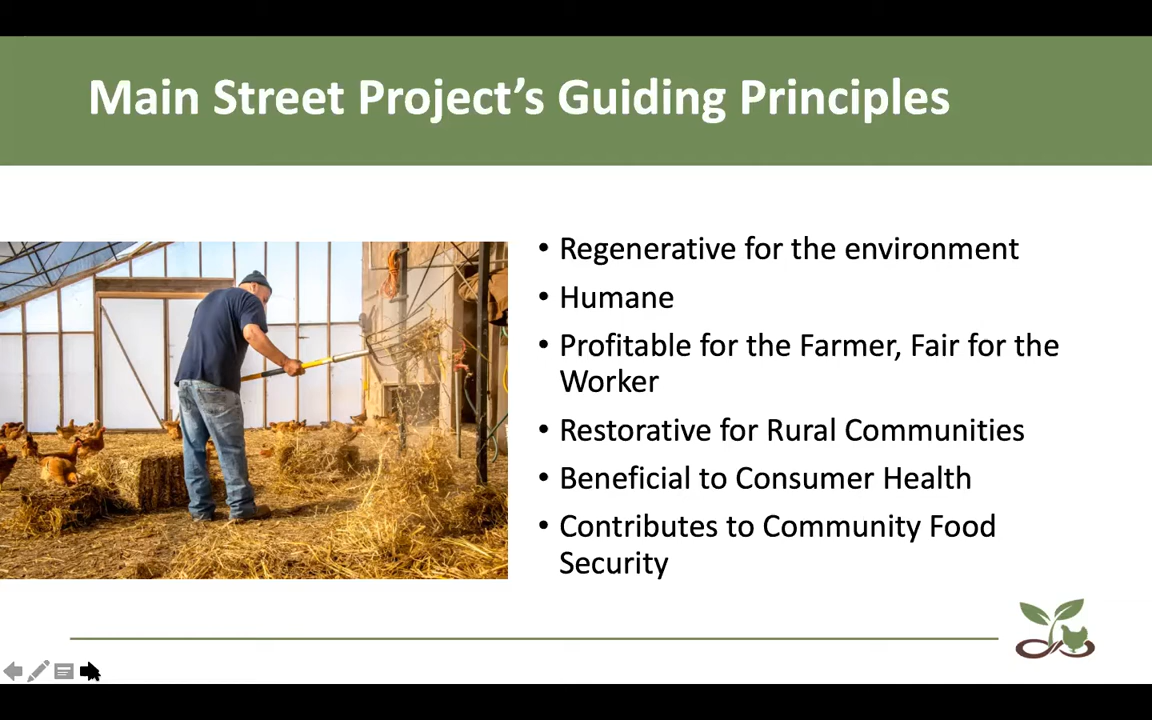 Main Street Project’s Guiding Principles
• Regenerative for the environment
• Humane
• Profitable for the Farmer, Fair for the
Worker
• Restorative for Rural Communities
• Beneficial to Consumer Health
• Contributes to Community Food
Security